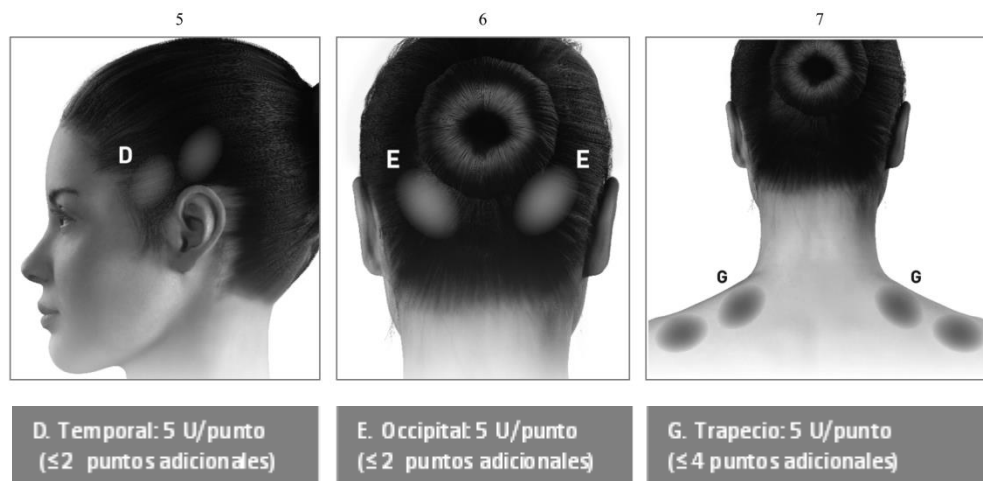 5
6
7
D
E
E
G
G
D. Temporal: 5 U/punto
(≤2 puntos adicionales)
E. Occipital: 5 U/punto
(≤2 puntos adicionales)
G. Trapecio: 5 U/punto
(≤4 puntos adicionales)